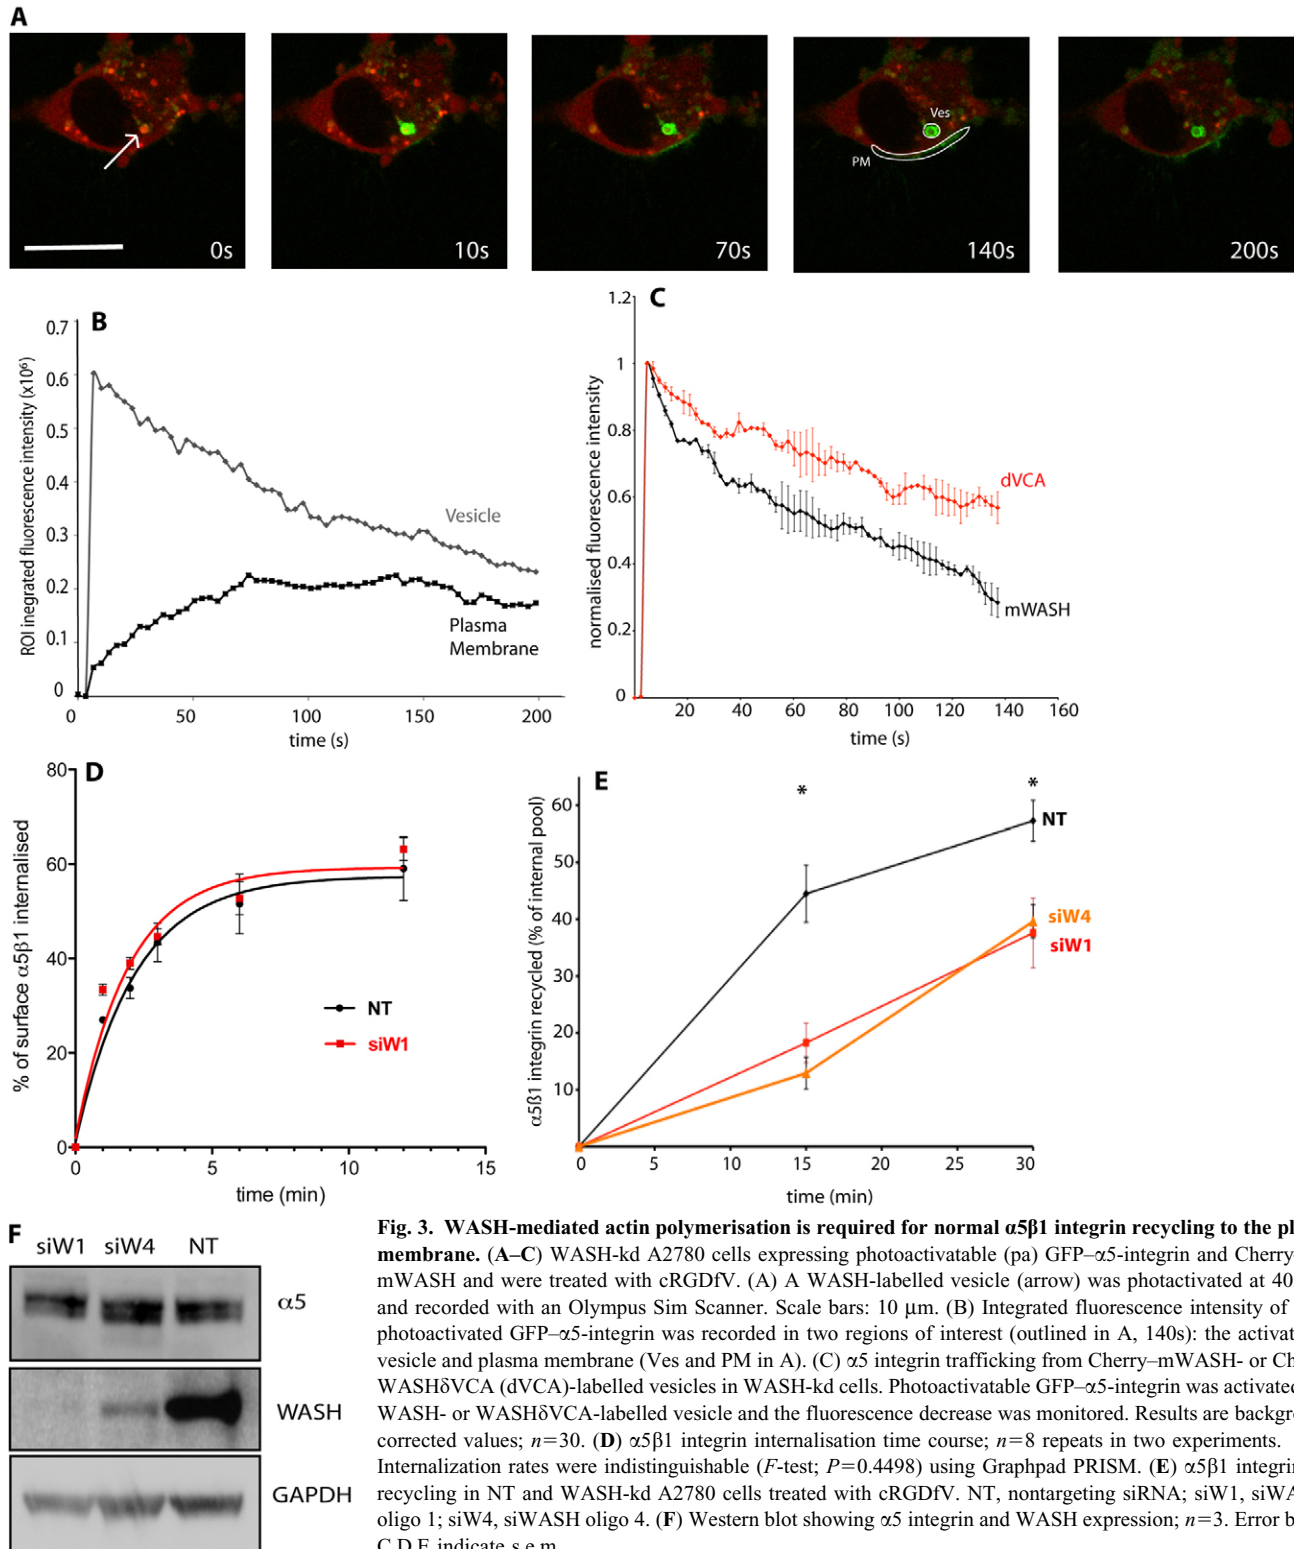 A
0s
10s
70s
Ves
PM
140s
200s
B
ROI inegrated fluorescence intensity (x10⁶)
0.7
0.6
0.5
0.4
0.3
0.2
0.1
0
Vesicle
Plasma
Membrane
0 50 100 150 200
time (s)
C
normalised fluorescence intensity
1.2
1
0.8
0.6
0.4
0.2
0
dVCA
mWASH
20 40 60 80 100 120 140 160
time (s)
D
% of surface α5β1 internalised
80
60
40
20
0
NT
siW1
0 5 10 15
time (min)
E
α5ß1 integrin recycled (% of internal pool)
60
50
40
30
20
10
*
*
NT
siW4
siW1
0 5 10 15 20 25 30
time (min)
F
siW1 siW4 NT
α5
WASH
GAPDH
Fig. 3. WASH-mediated actin polymerisation is required for normal α5β1 integrin recycling to the pl
membrane. (A–C) WASH-kd A2780 cells expressing photoactivatable (pa) GFP–α5-integrin and Cherry-
mWASH and were treated with cRGDfV. (A) A WASH-labelled vesicle (arrow) was photactivated at 40
and recorded with an Olympus Sim Scanner. Scale bars: 10 μm. (B) Integrated fluorescence intensity of
photoactivated GFP–α5-integrin was recorded in two regions of interest (outlined in A, 140s): the activat
vesicle and plasma membrane (Ves and PM in A). (C) α5 integrin trafficking from Cherry–mWASH- or Ch
WASHδVCA (dVCA)-labelled vesicles in WASH-kd cells. Photoactivatable GFP–α5-integrin was activated
WASH- or WASHδVCA-labelled vesicle and the fluorescence decrease was monitored. Results are backgr
corrected values; n=30. (D) α5β1 integrin internalisation time course; n=8 repeats in two experiments.
Internalization rates were indistinguishable (F-test; P=0.4498) using Graphpad PRISM. (E) α5β1 integrin
recycling in NT and WASH-kd A2780 cells treated with cRGDfV. NT, nontargeting siRNA; siW1, siWA
oligo 1; siW4, siWASH oligo 4. (F) Western blot showing α5 integrin and WASH expression; n=3. Error b
C,D,E indicate s.e.m.